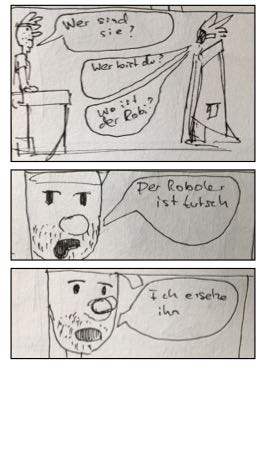 Wer sind
sie?
Wer bist du?
Wo ist
der Robi?
Der Roboter
ist futsch
Ich ersetze
ihn